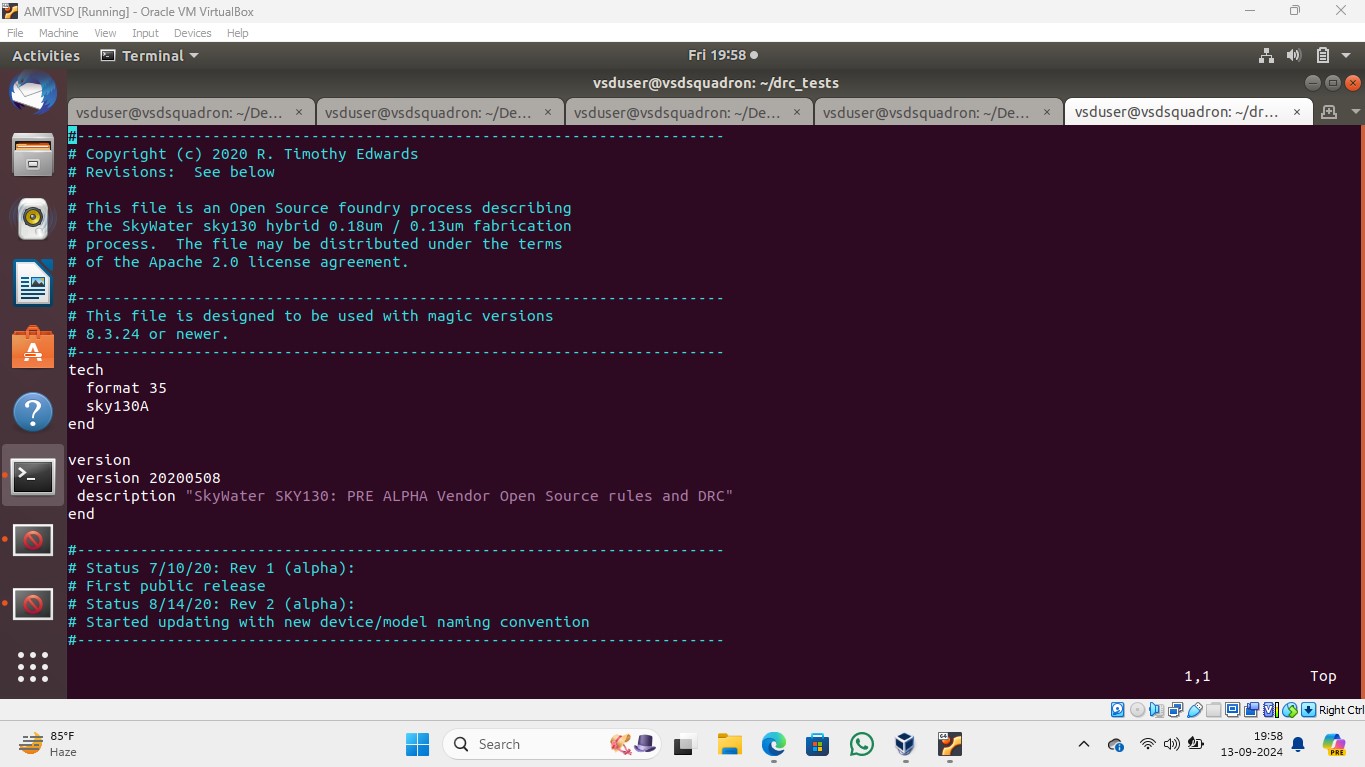 AMITVSD [Running] - Oracle VM VirtualBox
File Machine View Input Devices Help
Activities Terminal Fri 19:58
vsduser@vsdsquadron: ~/drc_tests
vsduser@vsdsquadron: ~/De... × vsduser@vsdsquadron: ~/De... × vsduser@vsdsquadron: ~/De... × vsduser@vsdsquadron: ~/De... × vsduser@vsdsquadron: ~/dr... ×
#------------------------------------------------------------------------
# Copyright (c) 2020 R. Timothy Edwards
# Revisions:  See below
#
# This file is an Open Source foundry process describing
# the SkyWater sky130 hybrid 0.18um / 0.13um fabrication
# process.  The file may be distributed under the terms
# of the Apache 2.0 license agreement.
#
#------------------------------------------------------------------------
# This file is designed to be used with magic versions
# 8.3.24 or newer.
#------------------------------------------------------------------------
tech
  format 35
  sky130A
end
version
 version 20200508
 description "SkyWater SKY130: PRE ALPHA Vendor Open Source rules and DRC"
end
#------------------------------------------------------------------------
# Status 7/10/20: Rev 1 (alpha):
# First public release
# Status 8/14/20: Rev 2 (alpha):
# Started updating with new device/model naming convention
#------------------------------------------------------------------------
1,1 Top
Right Ctrl
85°F
Haze
Search
19:58
13-09-2024
PRE